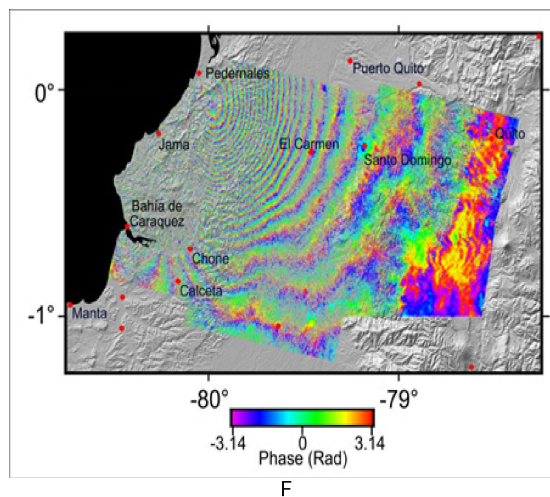 Pedernales
Puerto Quito
0°
Quito
Jama
El Carmen
Santo Domingo
Bahía de
Caraquez
Chone
Calceta
Manta
-1°
-80°
-79°
-3.14
0
3.14
Phase (Rad)
F